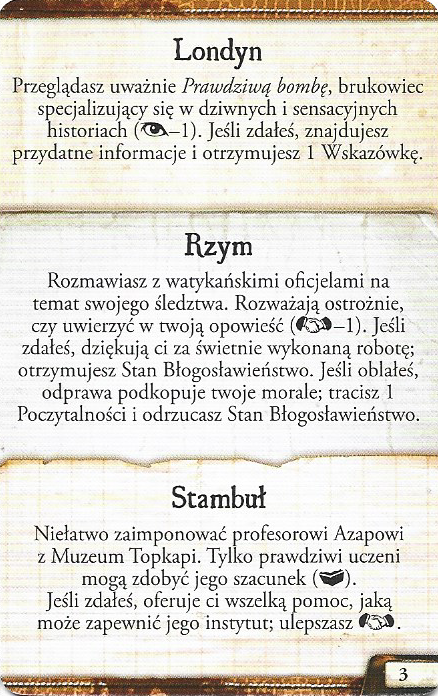 Londyn
Przeglądasz uważnie Prawdziwą bombę, brukowiec
specjalizujący się w dziwnych i sensacyjnych
historiach (–1). Jeśli zdałeś, znajdujesz
przydatne informacje i otrzymujesz 1 Wskazówkę.
Rzym
Rozmawiasz z watykańskimi oficjelami na
temat swojego śledztwa. Rozważają ostrożnie,
czy uwierzyć w twoją opowieść (–1). Jeśli
zdałeś, dziękują ci za świetnie wykonaną robotę;
otrzymujesz Stan Błogosławieństwo. Jeśli oblałeś,
odprawa podkopuje twoje morale; tracisz 1
Poczytalności i odrzucasz Stan Błogosławieństwo.
Stambuł
Niełatwo zaimponować profesorowi Azapowi
z Muzeum Topkapi. Tylko prawdziwi uczeni
mogą zdobyć jego szacunek ().
Jeśli zdałeś, oferuje ci wszelką pomoc, jaką
może zapewnić jego instytut; ulepszasz .
3